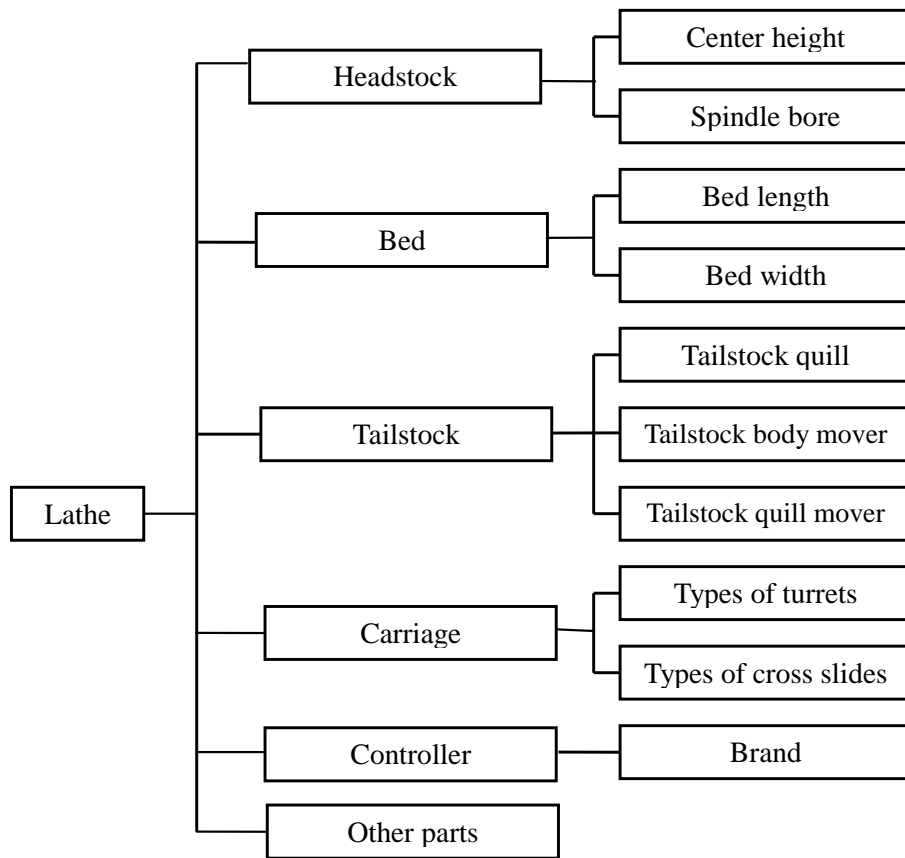 Center height
Headstock
Spindle bore
Bed length
Bed
Bed width
Tailstock quill
Tailstock
Tailstock body mover
Lathe
Tailstock quill mover
Types of turrets
Carriage
Types of cross slides
Controller
Brand
Other parts